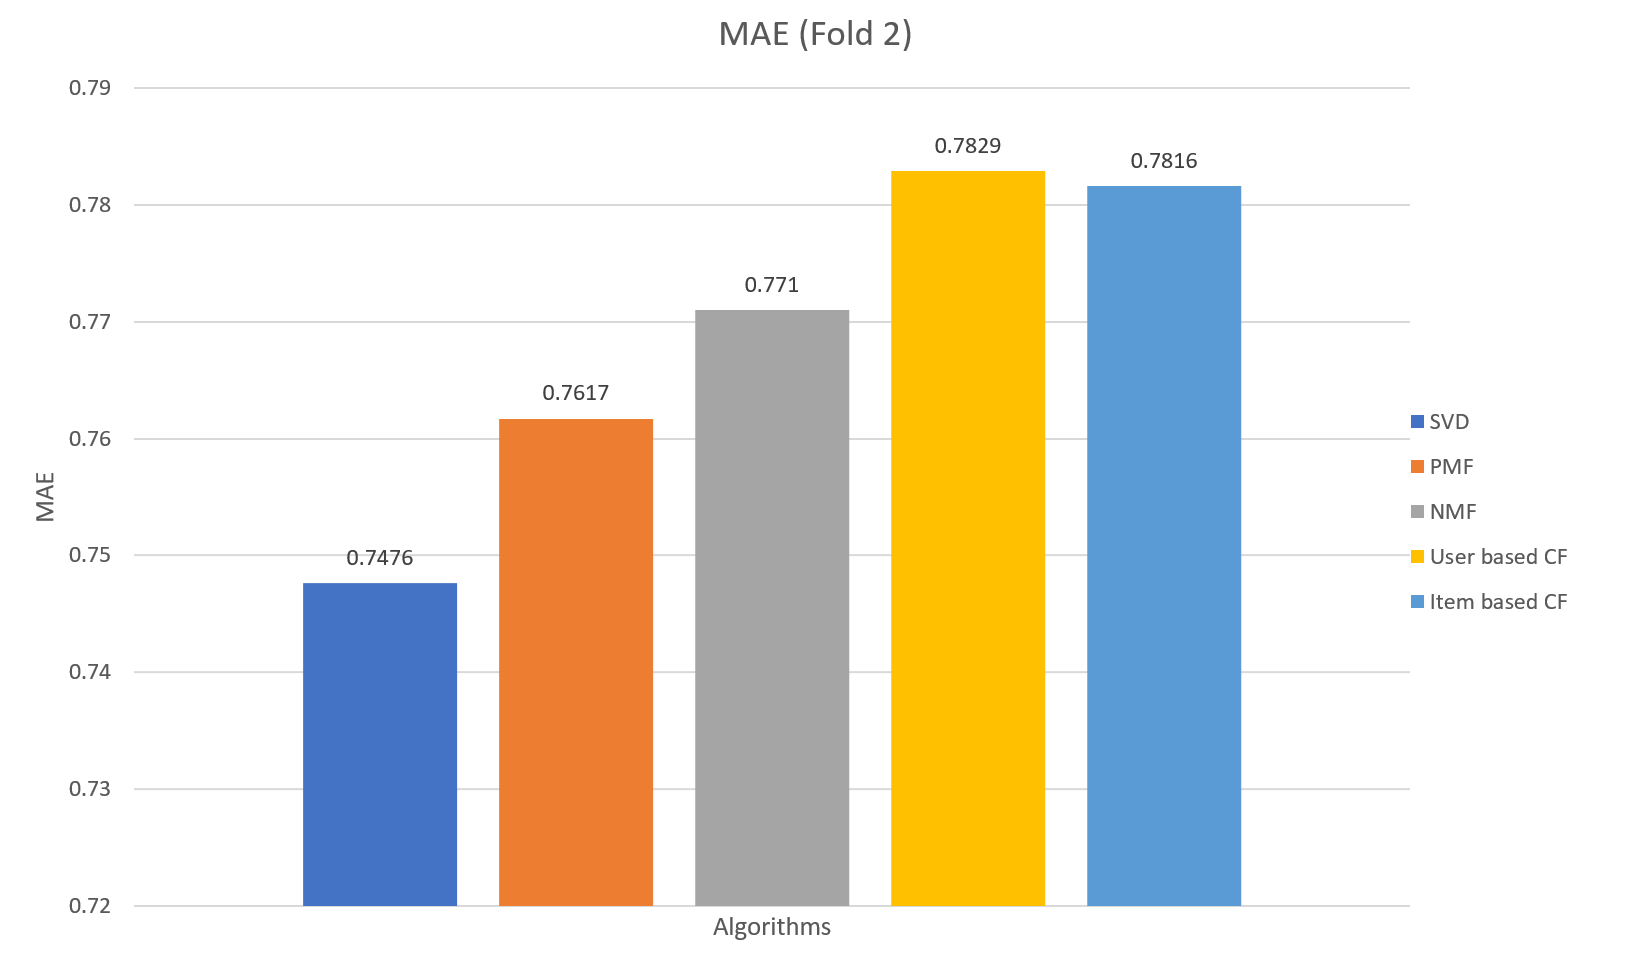 MAE (Fold 2)
0.79
0.78
0.77
0.76
0.75
0.74
0.73
0.72
MAE
0.7476
0.7617
0.771
0.7829
0.7816
Algorithms
SVD
PMF
NMF
User based CF
Item based CF